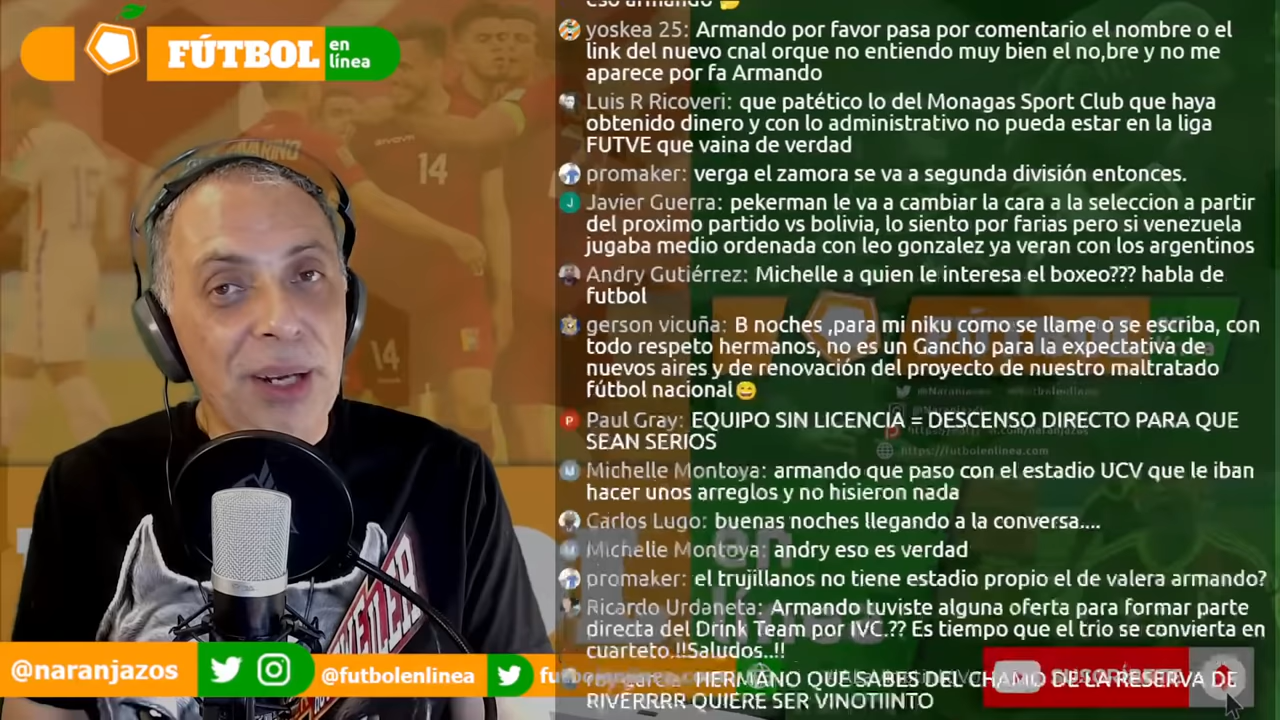 FÚTBOL
en
línea
eso armando
yoskea 25: Armando por favor pasa por comentario el nombre o el
link del nuevo cnal orque no entiendo muy bien el no,bre y no me
aparece por fa Armando
Luis R Ricoveri: que patético lo del Monagas Sport Club que haya
obtenido dinero y con lo administrativo no pueda estar en la liga
FUTVE que vaina de verdad
promaker: verga el zamora se va a segunda división entonces.
Javier Guerra: pekerman le va a cambiar la cara a la seleccion a partir
del proximo partido vs bolivia, lo siento por farias pero si venezuela
jugaba medio ordenada con leo gonzalez ya veran con los argentinos
Andry Gutiérrez: Michelle a quien le interesa el boxeo??? habla de
futbol
gerson vicuña: B noches ,para mi niku como se llame o se escriba, con
todo respeto hermanos, no es un Gancho para la expectativa de
nuevos aires y de renovación del proyecto de nuestro maltratado
fútbol nacional😄
Paul Gray: EQUIPO SIN LICENCIA = DESCENSO DIRECTO PARA QUE
SEAN SERIOS
Michelle Montoya: armando que paso con el estadio UCV que le iban
hacer unos arreglos y no hisieron nada
Carlos Lugo: buenas noches llegando a la conversa....
Michelle Montoya: andry eso es verdad
promaker: el trujillanos no tiene estadio propio el de valera armando?
Ricardo Urdaneta: Armando tuviste alguna oferta para formar parte
directa del Drink Team por IVC.?? Es tiempo que el trio se convierta en
cuarteto.!!Saludos..!!
HERMANO QUE SABES DEL CHAMO DE LA RESERVA DE
RIVERRRR QUIERE SER VINOTIINTO
14
14
https://futbolenlinea.com
@naranjazos
@futbolenlinea
SUSCRÍBETE